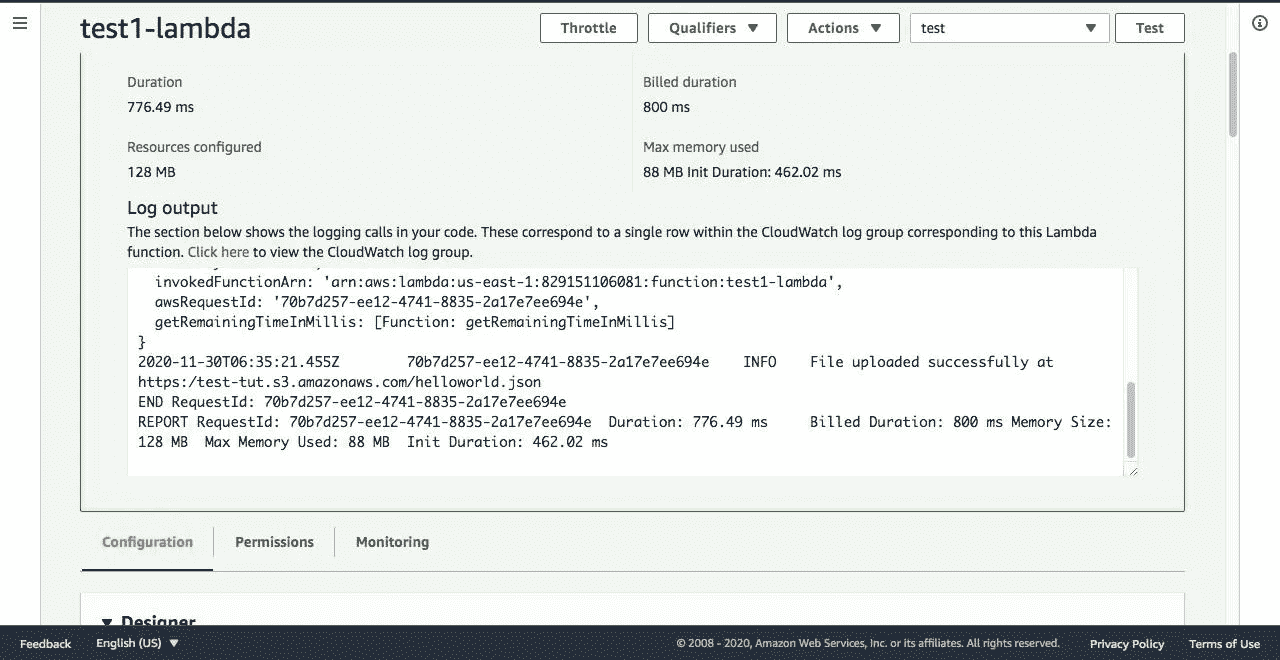 test1-lambda
Throttle
Qualifiers
Actions
test
Test
Duration
776.49 ms
Billed duration
800 ms
Resources configured
128 MB
Max memory used
88 MB Init Duration: 462.02 ms
Log output
The section below shows the logging calls in your code. These correspond to a single row within the CloudWatch log group corresponding to this Lambda
function. Click here to view the CloudWatch log group.
invokedFunctionArn: 'arn:aws:lambda:us-east-1:829151106081:function:test1-lambda',
awsRequestId: '70b7d257-ee12-4741-8835-2a17e7ee694e',
getRemainingTimeInMillis: [Function: getRemainingTimeInMillis]
}
2020-11-30T06:35:21.455Z 70b7d257-ee12-4741-8835-2a17e7ee694e INFO File uploaded successfully at
https:/test-tut.s3.amazonaws.com/helloworld.json
END RequestId: 70b7d257-ee12-4741-8835-2a17e7ee694e
REPORT RequestId: 70b7d257-ee12-4741-8835-2a17e7ee694e Duration: 776.49 ms Billed Duration: 800 ms Memory Size:
128 MB Max Memory Used: 88 MB Init Duration: 462.02 ms
Configuration
Permissions
Monitoring
Designer
Feedback
English (US)
© 2008 - 2020, Amazon Web Services, Inc. or its affiliates. All rights reserved.
Privacy Policy
Terms of Use